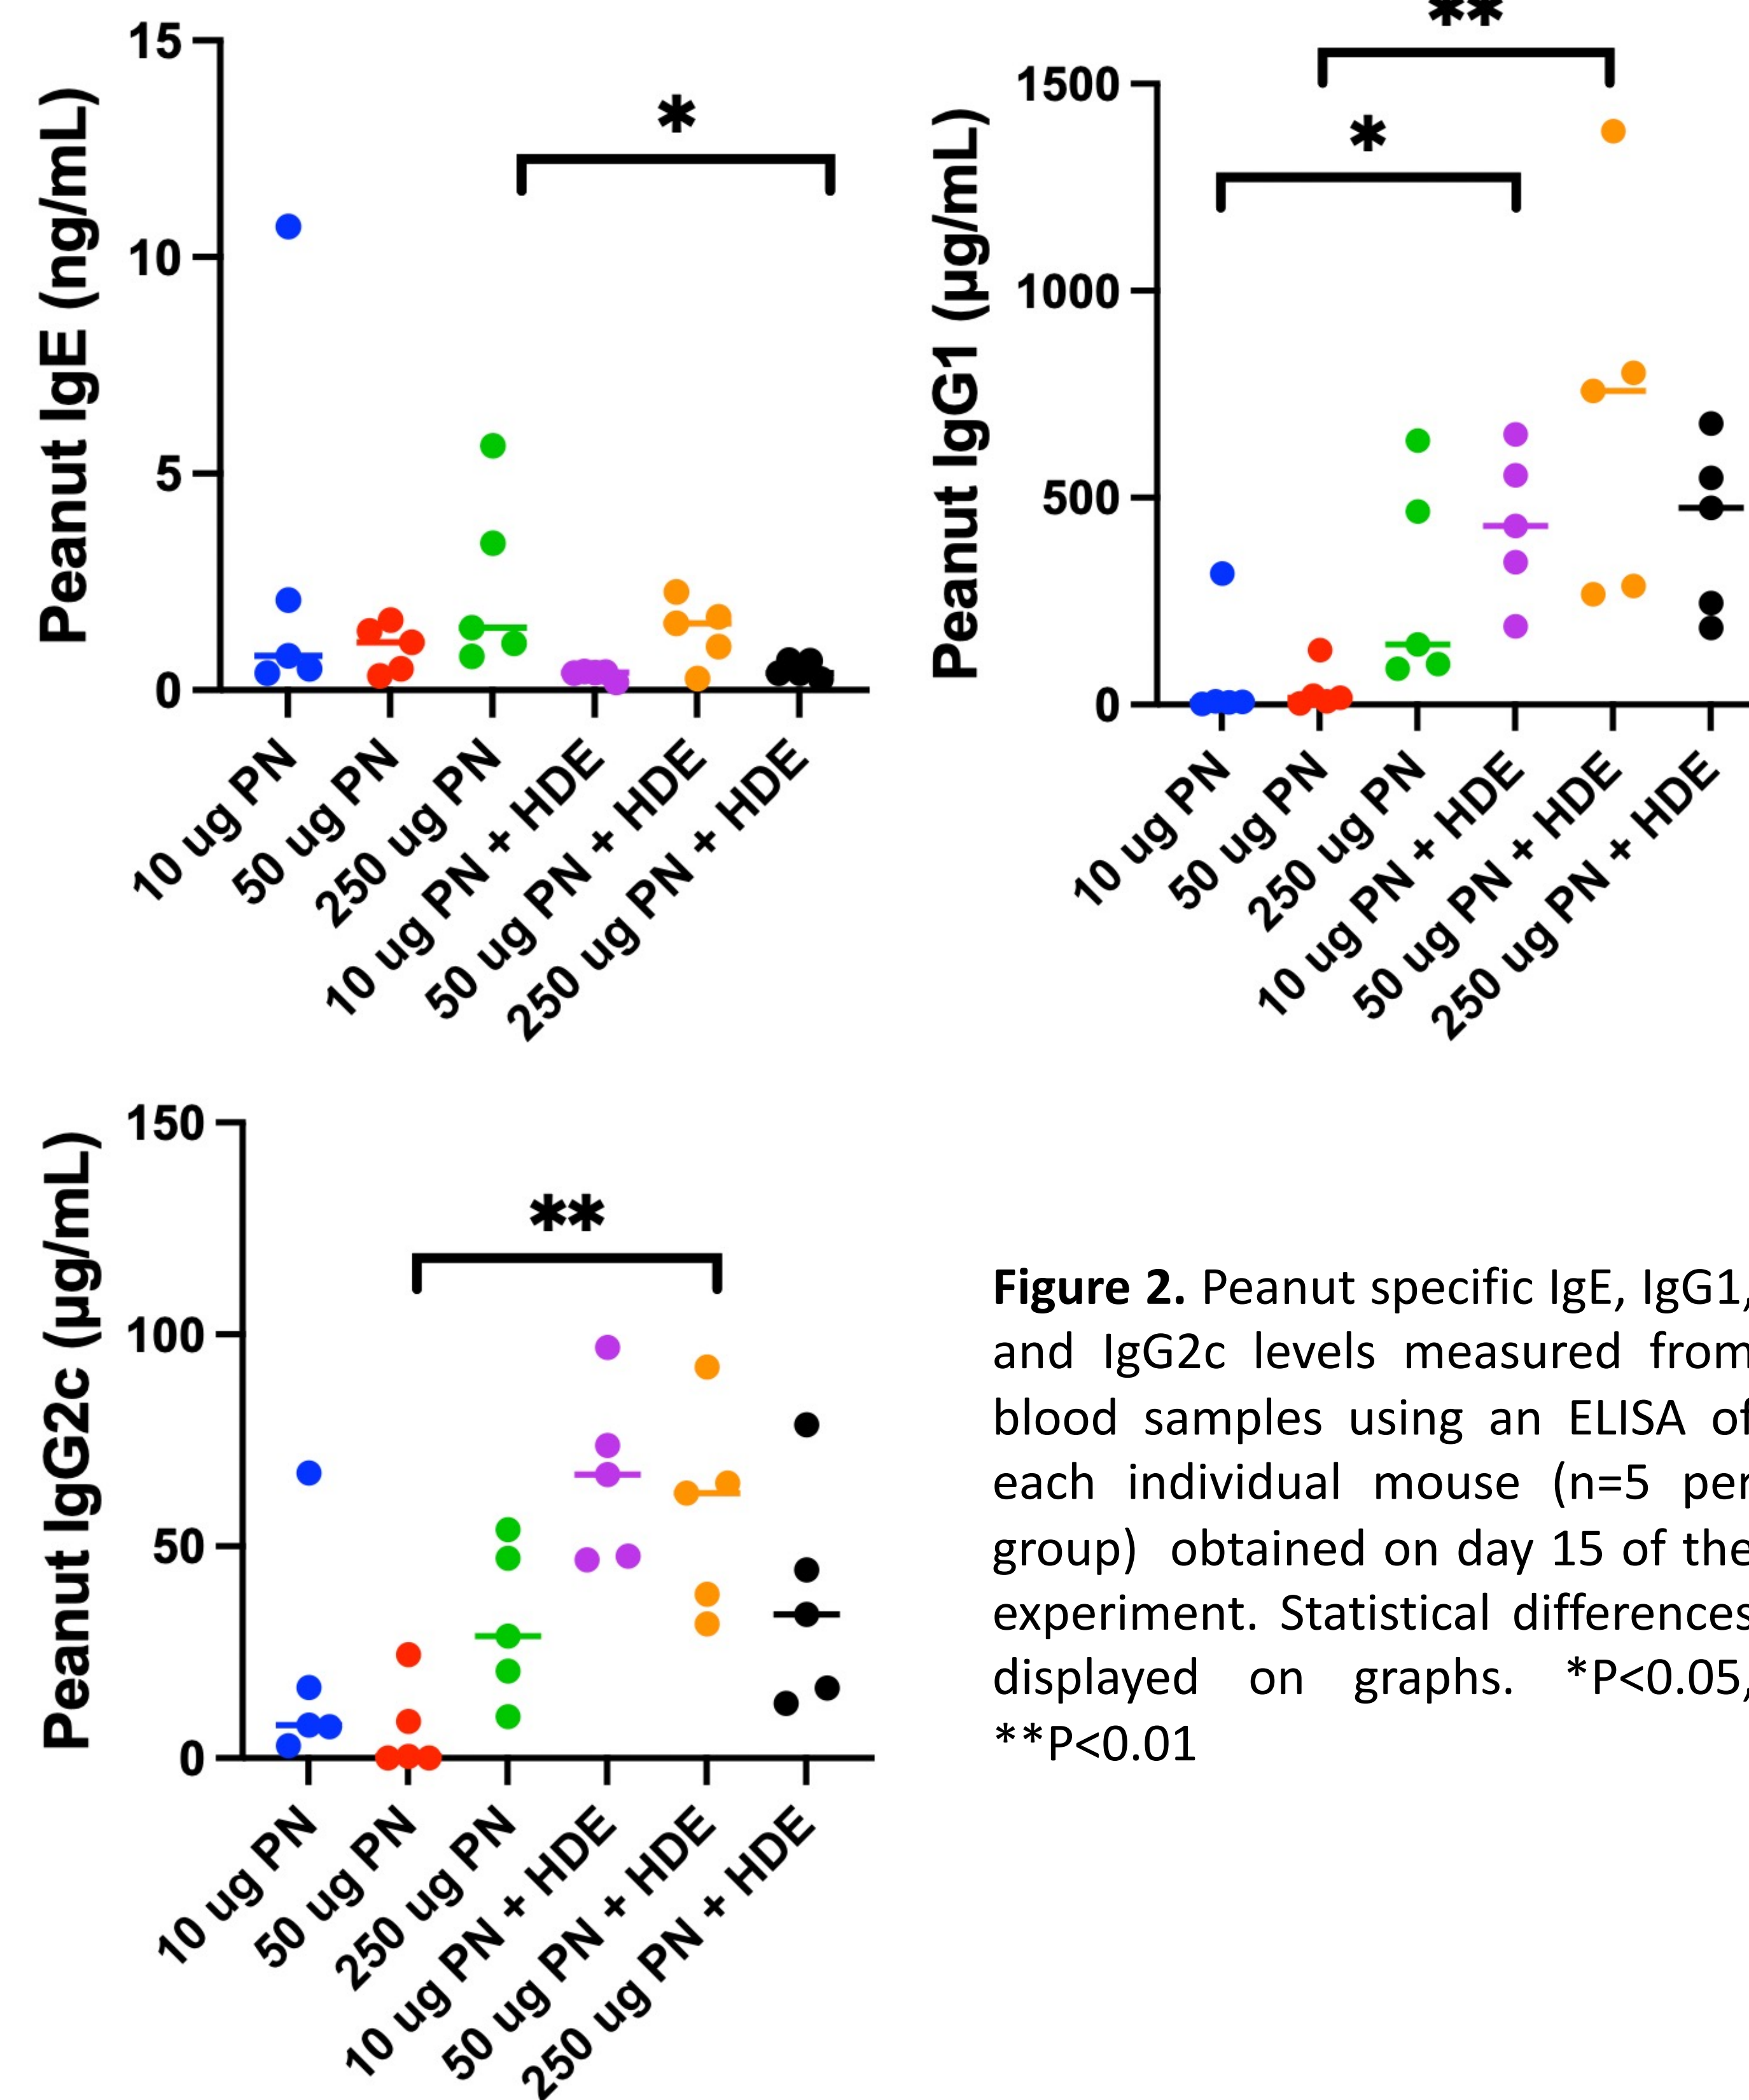 Peanut IgE (ng/mL)
15
10
5
0
*
10 ug PN
50 ug PN
250 ug PN
10 ug PN + HDE
50 ug PN + HDE
250 ug PN + HDE
Peanut IgG1 (µg/mL)
1500
1000
500
0
**
*
10 ug PN
50 ug PN
250 ug PN
10 ug PN + HDE
50 ug PN + HDE
250 ug PN + HDE
Peanut IgG2c (µg/mL)
150
100
50
0
**
10 ug PN
50 ug PN
250 ug PN
10 ug PN + HDE
50 ug PN + HDE
250 ug PN + HDE
Figure 2. Peanut specific IgE, IgG1,
and IgG2c levels measured from
blood samples using an ELISA of
each individual mouse (n=5 per
group) obtained on day 15 of the
experiment. Statistical differences
displayed on graphs. *P<0.05,
**P<0.01